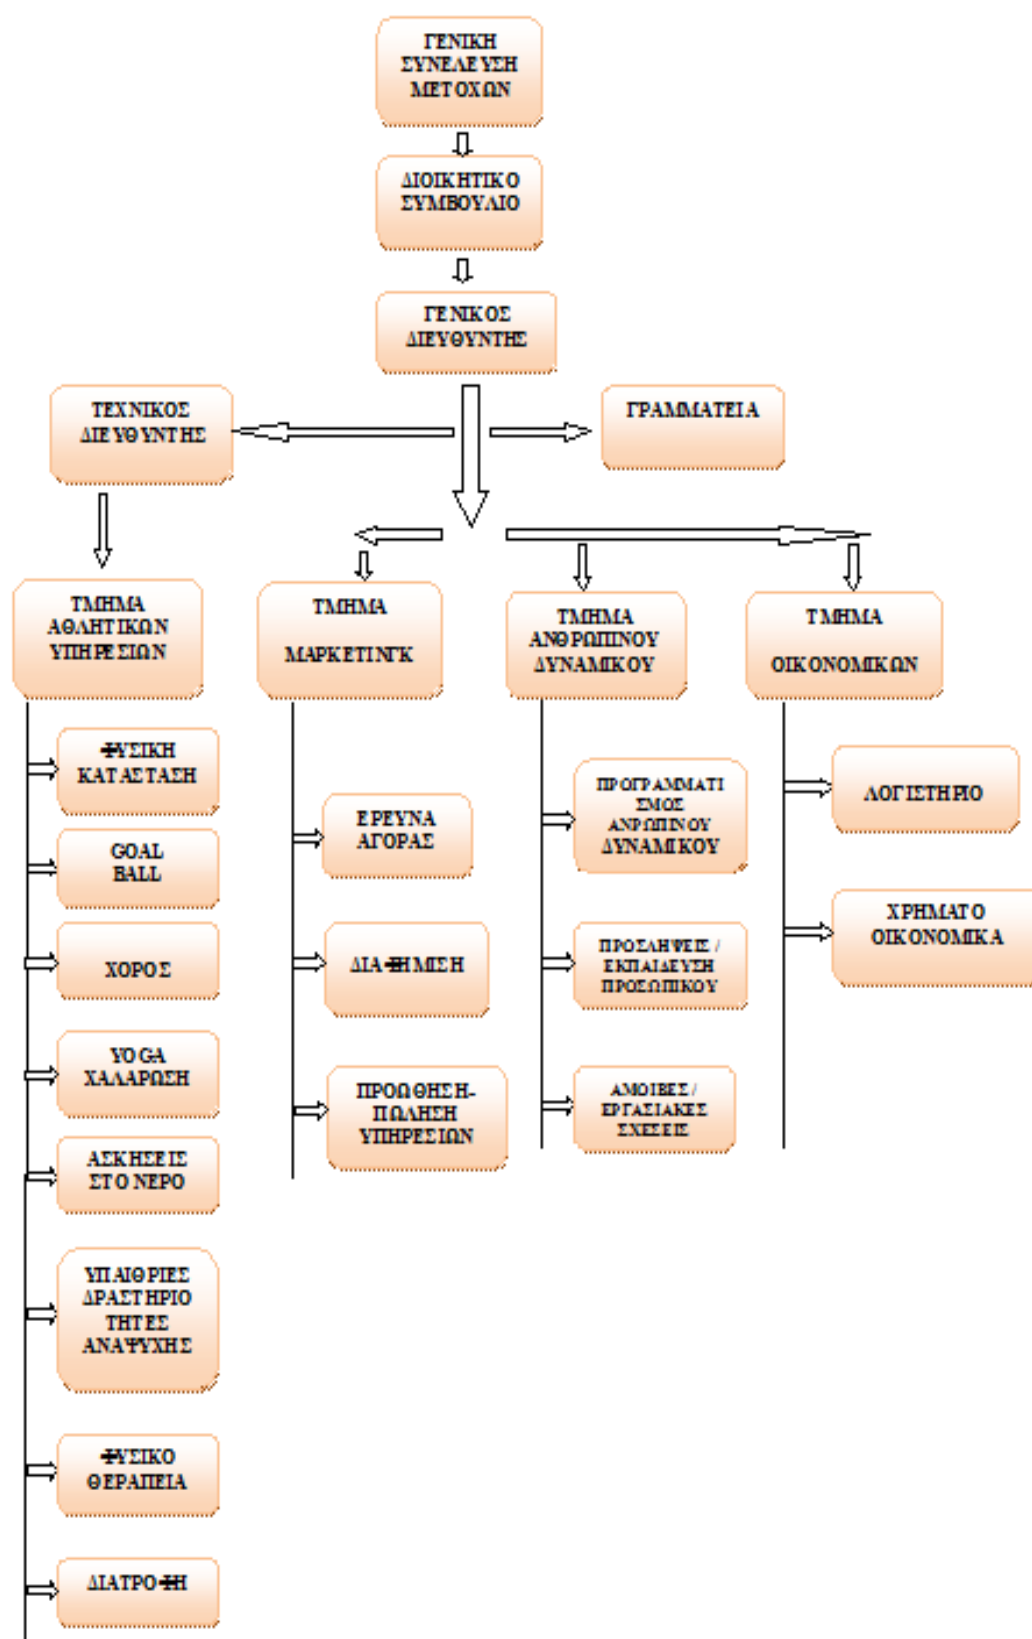 ΓΕΝΙΚΗ
ΣΥΝΕΛΕΥΣΗ
ΜΕΤΟΧΩΝ
ΔΙΟΙΚΗΤΙΚΟ
ΣΥΜΒΟΥΛΙΟ
ΓΕΝΙΚΟΣ
ΔΙΕΥΘΥΝΤΗΣ
ΤΕΧΝΙΚΟΣ
ΔΙΕΥΘΥΝΤΗΣ
ΓΡΑΜΜΑΤΕΙΑ
ΤΜΗΜΑ
ΑΘΛΗΤΙΚΩΝ
ΥΠΗΡΕΣΙΩΝ
ΤΜΗΜΑ
ΜΑΡΚΕΤΙΝΓΚ
ΤΜΗΜΑ
ΑΝΘΡΩΠΙΝΟΥ
ΔΥΝΑΜΙΚΟΥ
ΤΜΗΜΑ
ΟΙΚΟΝΟΜΙΚΩΝ
ΦΥΣΙΚΗ
ΚΑΤΑΣΤΑΣΗ
GOAL
BALL
ΧΟΡΟΣ
YOGA
ΧΑΛΑΡΩΣΗ
ΑΣΚΗΣΕΙΣ
ΣΤΟ ΝΕΡΟ
ΥΠΑΙΘΡΙΕΣ
ΔΡΑΣΤΗΡΙΟ
ΤΗΤΕΣ
ΑΝΑΨΥΧΗΣ
ΦΥΣΙΚΟ
ΘΕΡΑΠΕΙΑ
ΔΙΑΤΡΟΦΗ
ΕΡΕΥΝΑ
ΑΓΟΡΑΣ
ΔΙΑΦΗΜΙΣΗ
ΠΡΟΩΘΗΣΗ-
ΠΩΛΗΣΗ
ΥΠΗΡΕΣΙΩΝ
ΠΡΟΓΡΑΜΜΑΤΙ
ΣΜΟΣ
ΑΝΡΩΠΙΝΟΥ
ΔΥΝΑΜΙΚΟΥ
ΠΡΟΣΛΗΨΕΙΣ /
ΕΚΠΑΙΔΕΥΣΗ
ΠΡΟΣΩΠΙΚΟΥ
ΑΜΟΙΒΕΣ /
ΕΡΓΑΣΙΑΚΕΣ
ΣΧΕΣΕΙΣ
ΛΟΓΙΣΤΗΡΙΟ
ΧΡΗΜΑΤΟ
ΟΙΚΟΝΟΜΙΚΑ